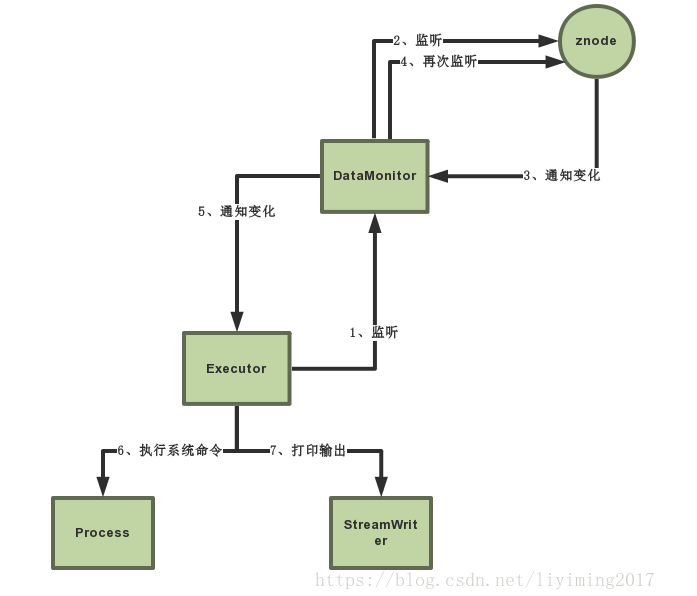 2、监听
znode
4、再次监听
DataMonitor
3、通知变化
5、通知变化
1、监听
Executor
6、执行系统命令
7、打印输出
Process
StreamWrit
er
https://blog.csdn.net/liyiming2017